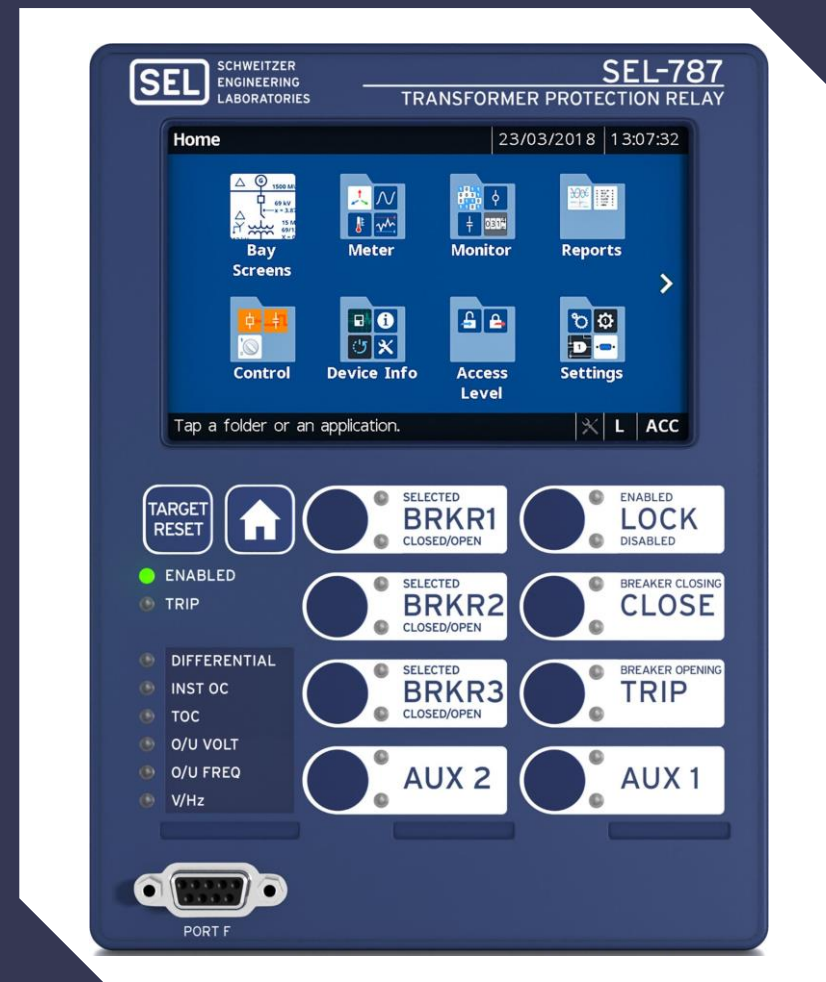 SEL
SCHWEITZER
ENGINEERING
LABORATORIES
SEL-787
TRANSFORMER PROTECTION RELAY
Home 23/03/2018 13:07:32
Bay
Screens
Meter
Monitor
Reports
Control
Device Info
Access
Level
Settings
Tap a folder or an application. L ACC
TARGET
RESET
ENABLED
TRIP
DIFFERENTIAL
INST OC
TOC
O/U VOLT
O/U FREQ
V/Hz
SELECTED
BRKR1
CLOSED/OPEN
ENABLED
LOCK
DISABLED
SELECTED
BRKR2
CLOSED/OPEN
BREAKER CLOSING
CLOSE
SELECTED
BRKR3
CLOSED/OPEN
BREAKER OPENING
TRIP
AUX 2
AUX 1
PORT F